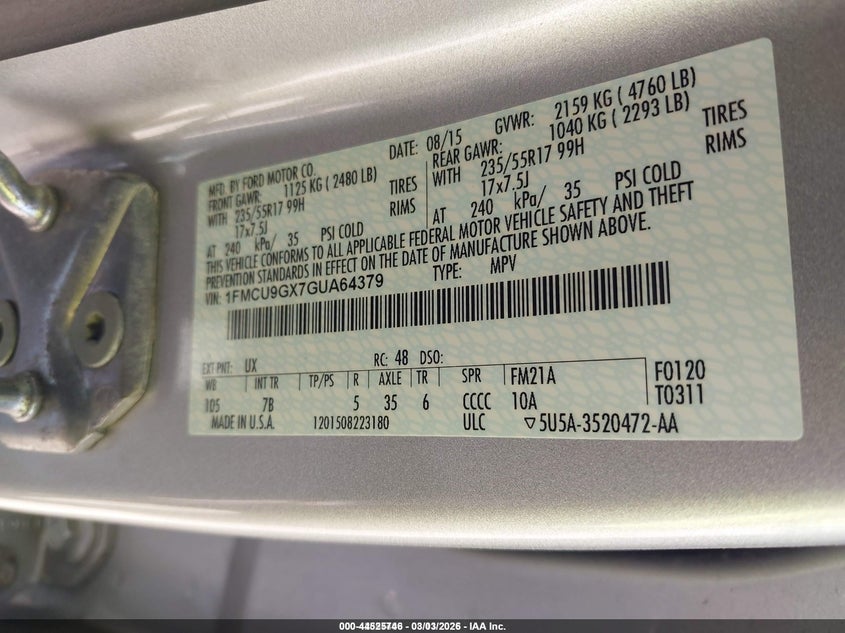 MFD. BY FORD MOTOR CO.
DATE: 08/15 GVWR: 2159 KG ( 4760 LB)
FRONT GAWR: 1125 KG ( 2480 LB) REAR GAWR: 1040 KG ( 2293 LB)
WITH 235/55R17 99H TIRES WITH 235/55R17 99H TIRES
17x7.5J RIMS 17x7.5J RIMS
AT 240 kPa/ 35 PSI COLD AT 240 kPa/ 35 PSI COLD
THIS VEHICLE CONFORMS TO ALL APPLICABLE FEDERAL MOTOR VEHICLE SAFETY AND THEFT
PREVENTION STANDARDS IN EFFECT ON THE DATE OF MANUFACTURE SHOWN ABOVE.
VIN: 1FMCU9GX7GUA64379 TYPE: MPV
EXT PNT: UX RC: 48 DSO:
WB INT TR TP/PS R AXLE TR SPR FM21A F0120
105 7B 5 35 6 CCCC 10A T0311
MADE IN U.S.A. 1201508223180 ULC ▽5U5A-3520472-AA
03/03/2026 - IAA Inc.